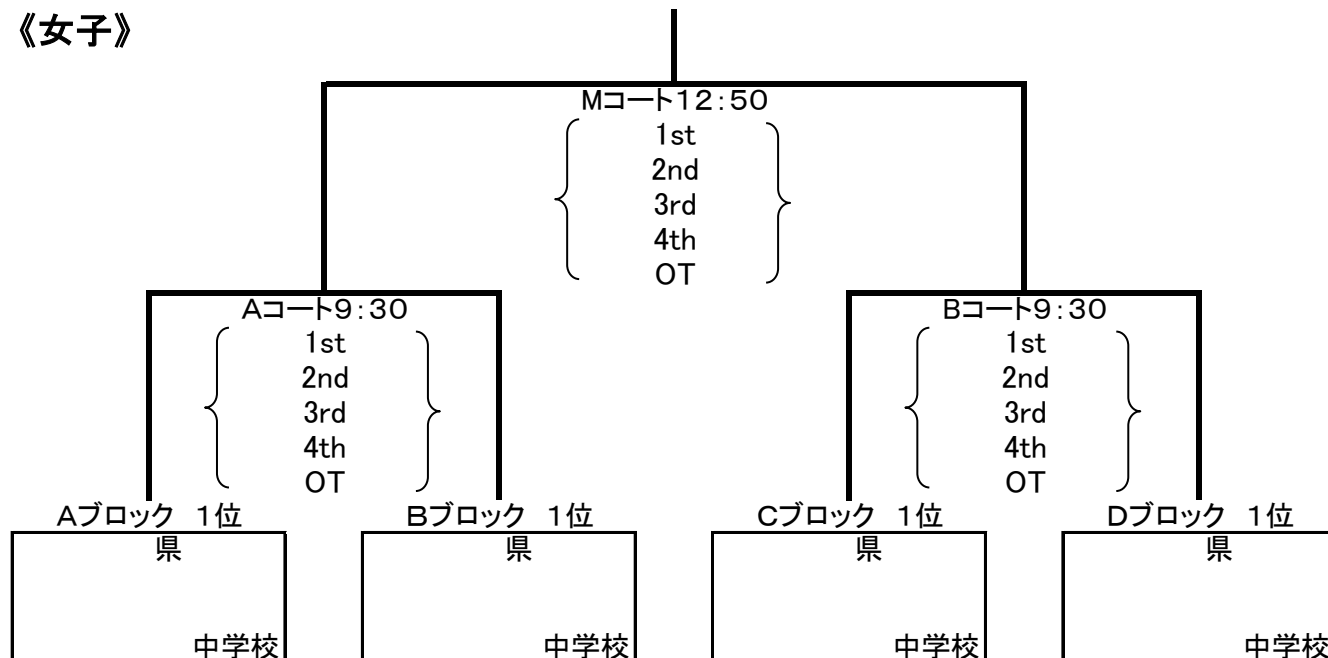 《女子》
Mコート12:50
1st
2nd
3rd
4th
OT
Aコート9:30
1st
2nd
3rd
4th
OT
Bコート9:30
1st
2nd
3rd
4th
OT
Aブロック 1位
県
中学校
Bブロック 1位
県
中学校
Cブロック 1位
県
中学校
Dブロック 1位
県
中学校